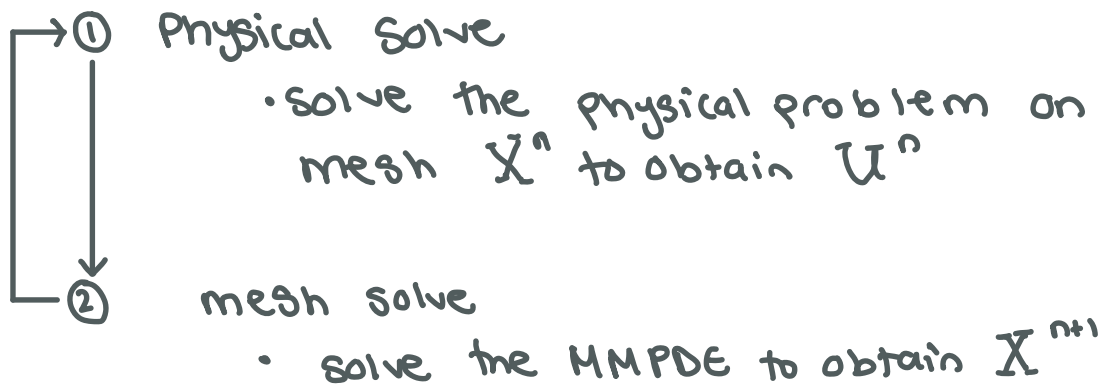 ① Physical Solve
• solve the physical problem on
mesh Xⁿ to obtain Uⁿ
② mesh solve
• solve the MMPDE to obtain Xⁿ⁺¹